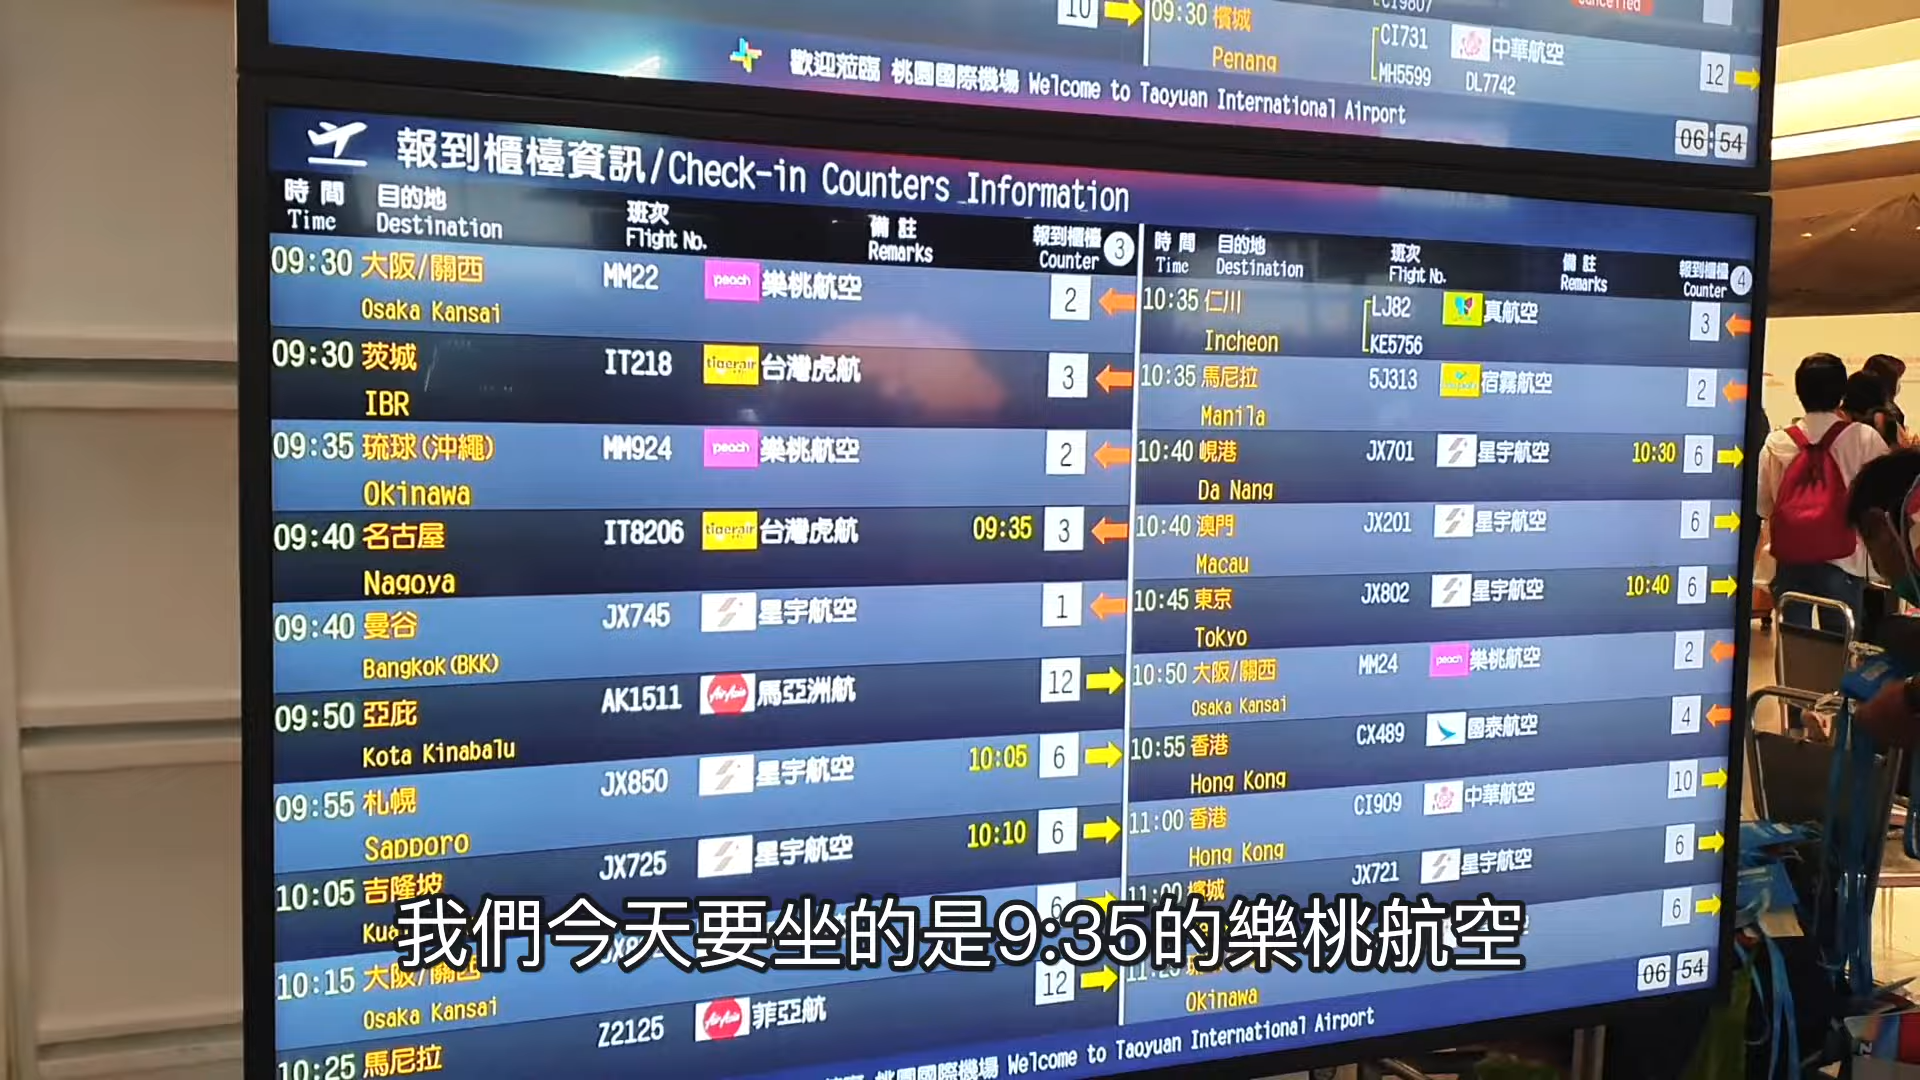 10
09:30 檳城
Penang
CI9807
Cancelled
CI731 中華航空
MH5599 DL7742
12
歡迎蒞臨 桃園國際機場 Welcome to Taoyuan International Airport
06:54
報到櫃檯資訊/Check-in Counters Information
時間 目的地 班次 備註 報到櫃檯 3
Time Destination Flight No. Remarks Counter
09:30 大阪/關西 MM22 peach 樂桃航空 2
Osaka Kansai
09:30 茨城 IT218 tigerair 台灣虎航 3
IBR
09:35 琉球(沖繩) MM924 peach 樂桃航空 2
Okinawa
09:40 名古屋 IT8206 tigerair 台灣虎航 09:35 3
Nagoya
09:40 曼谷 JX745 星宇航空 1
Bangkok(BKK)
09:50 亞庇 AK1511 AirAsia 馬亞洲航 12
Kota Kinabalu
09:55 札幌 JX850 星宇航空 10:05 6
Sapporo
10:05 吉隆坡 JX725 星宇航空 10:10 6
Kua
10:15 大阪/關西 6
Osaka Kansai
10:25 馬尼拉 Z2125 AirAsia 菲亞航 12
時間 目的地 班次 備註 報到櫃檯 4
Time Destination Flight No. Remarks Counter
10:35 仁川 LJ82 真航空 3
Incheon KE5756
10:35 馬尼拉 5J313 宿霧航空 2
Manila
10:40 峴港 JX701 星宇航空 10:30 6
Da Nang
10:40 澳門 JX201 星宇航空 6
Macau
10:45 東京 JX802 星宇航空 10:40 6
Tokyo
10:50 大阪/關西 MM24 peach 樂桃航空 2
Osaka Kansai
10:55 香港 CX489 國泰航空 4
Hong Kong
11:00 香港 CI909 中華航空 10
Hong Kong
11:00 檳城 JX721 星宇航空 6
6
Okinawa
06 54
桃園國際機場 Welcome to Taoyuan International Airport
我們今天要坐的是9:35的樂桃航空